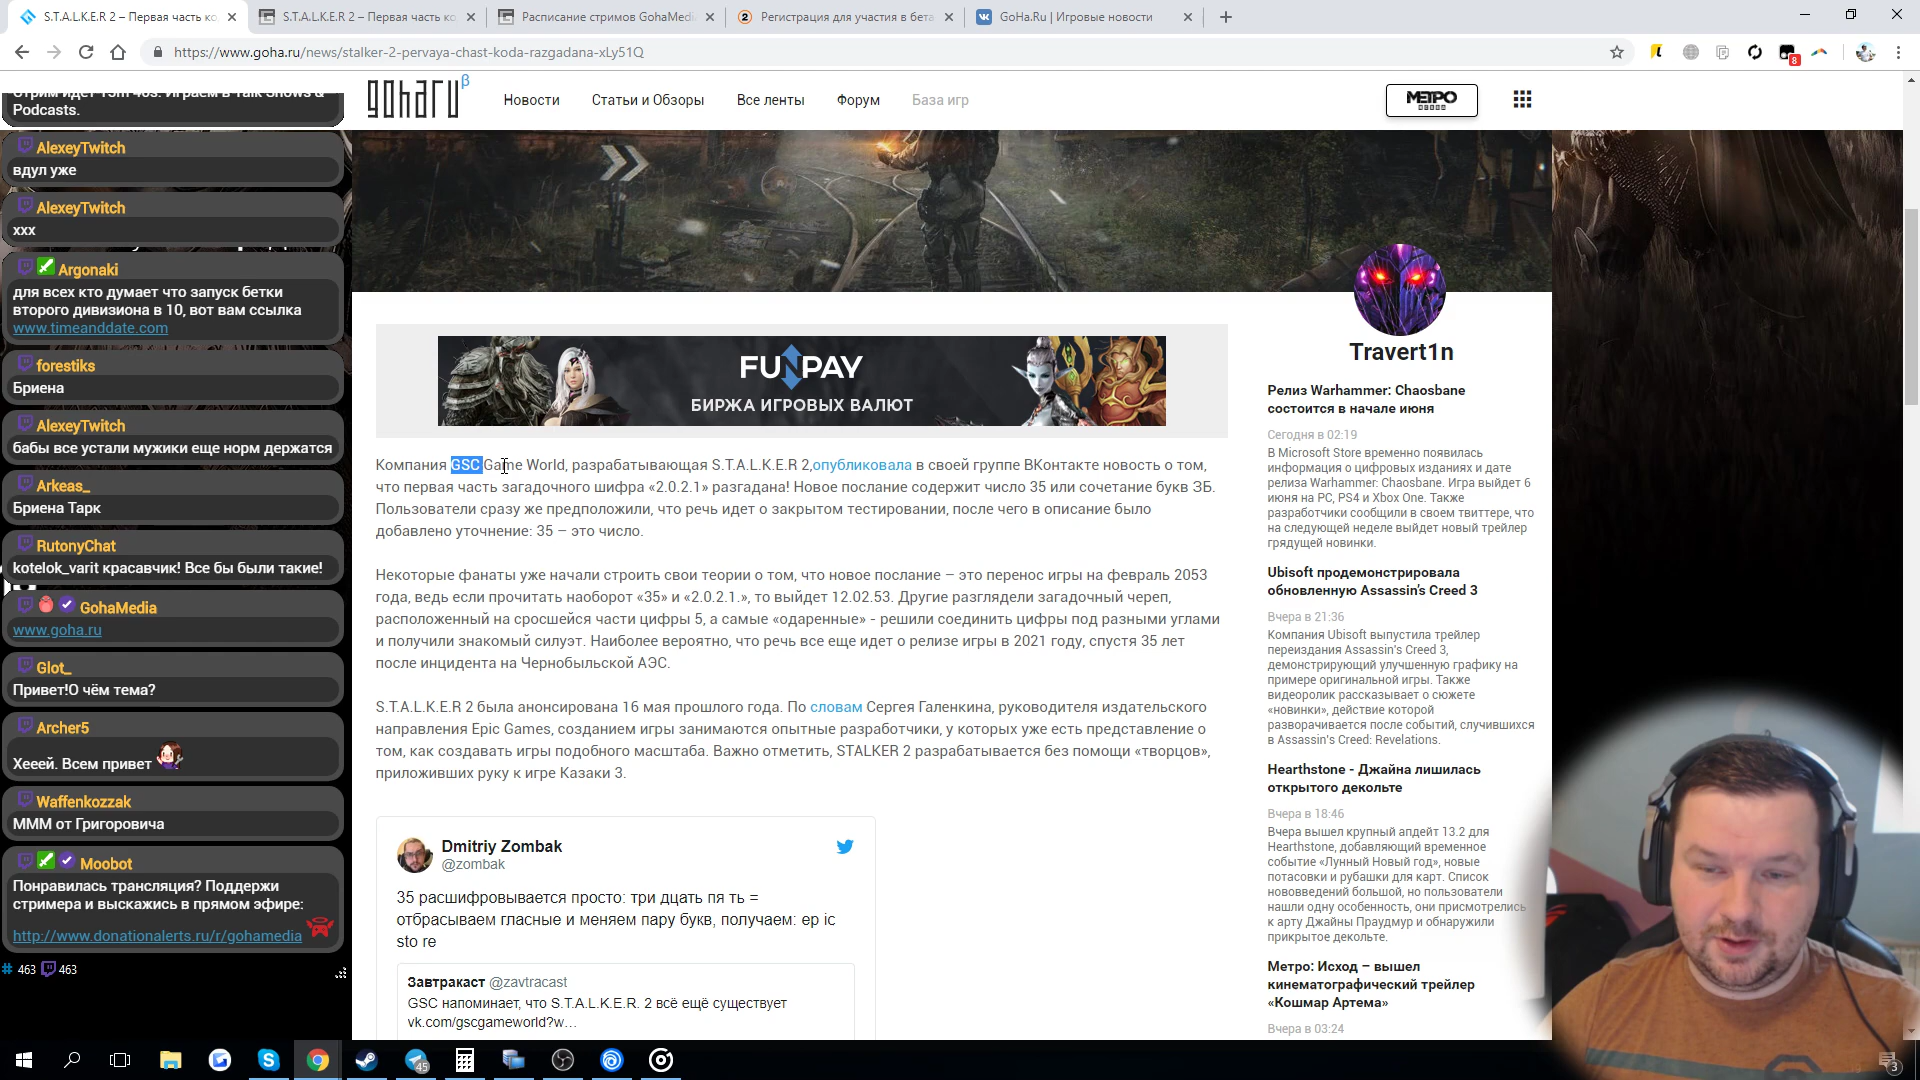 S.T.A.L.K.E.R 2 – Первая часть ко
S.T.A.L.K.E.R 2 – Первая часть ко
Расписание стримов GohaMedi
Регистрация для участия в бета
GoHa.Ru | Игровые новости
https://www.goha.ru/news/stalker-2-pervaya-chast-koda-razgadana-xLy51Q
8
goharu β
Новости
Статьи и Обзоры
Все ленты
Форум
База игр
МЕТРО
Стрим идет 15m 40s. Играем в Talk Shows &
Podcasts.
AlexeyTwitch
вдул уже
AlexeyTwitch
xxx
Argonaki
для всех кто думает что запуск бетки
второго дивизиона в 10, вот вам ссылка
www.timeanddate.com
forestiks
Бриена
AlexeyTwitch
бабы все устали мужики еще норм держатся
Arkeas_
Бриена Тарк
RutonyChat
kotelok_varit красавчик! Все бы были такие!
GohaMedia
www.goha.ru
Glot_
Привет!О чём тема?
Archer5
Хееей. Всем привет
Waffenkozzak
МММ от Григоровича
Moobot
Понравилась трансляция? Поддержи
стримера и выскажись в прямом эфире:
http://www.donationalerts.ru/r/gohamedia
463 463
FUNPAY
БИРЖА ИГРОВЫХ ВАЛЮТ
Компания GSC Game World, разрабатывающая S.T.A.L.K.E.R 2,опубликовала в своей группе ВКонтакте новость о том,
что первая часть загадочного шифра «2.0.2.1» разгадана! Новое послание содержит число 35 или сочетание букв ЗБ.
Пользователи сразу же предположили, что речь идет о закрытом тестировании, после чего в описание было
добавлено уточнение: 35 – это число.
Некоторые фанаты уже начали строить свои теории о том, что новое послание – это перенос игры на февраль 2053
года, ведь если прочитать наоборот «35» и «2.0.2.1.», то выйдет 12.02.53. Другие разглядели загадочный череп,
расположенный на сросшейся части цифры 5, а самые «одаренные» - решили соединить цифры под разными углами
и получили знакомый силуэт. Наиболее вероятно, что речь все еще идет о релизе игры в 2021 году, спустя 35 лет
после инцидента на Чернобыльской АЭС.
S.T.A.L.K.E.R 2 была анонсирована 16 мая прошлого года. По словам Сергея Галенкина, руководителя издательского
направления Epic Games, созданием игры занимаются опытные разработчики, у которых уже есть представление о
том, как создавать игры подобного масштаба. Важно отметить, STALKER 2 разрабатывается без помощи «творцов»,
приложивших руку к игре Казаки 3.
Dmitriy Zombak
@zombak
35 расшифровывается просто: три дцать пя ть =
отбрасываем гласные и меняем пару букв, получаем: ep ic
sto re
Завтракаст @zavtracast
GSC напоминает, что S.T.A.L.K.E.R. 2 всё ещё существует
vk.com/gscgameworld?w…
Travert1n
Релиз Warhammer: Chaosbane
состоится в начале июня
Сегодня в 02:19
В Microsoft Store временно появилась
информация о цифровых изданиях и дате
релиза Warhammer: Chaosbane. Игра выйдет 6
июня на PC, PS4 и Xbox One. Также
разработчики сообщили в своем твиттере, что
на следующей неделе выйдет новый трейлер
грядущей новинки.
Ubisoft продемонстрировала
обновленную Assassin's Creed 3
Вчера в 21:36
Компания Ubisoft выпустила трейлер
переиздания Assassin's Creed 3,
демонстрирующий улучшенную графику на
примере оригинальной игры. Также
видеоролик рассказывает о сюжете
«новинки», действие которой
разворачивается после событий, случившихся
в Assassin's Creed: Revelations.
Hearthstone - Джайна лишилась
открытого декольте
Вчера в 18:46
Вчера вышел крупный апдейт 13.2 для
Hearthstone, добавляющий временное
событие «Лунный Новый год», новые
потасовки и рубашки для карт. Список
нововведений большой, но пользователи
нашли одну особенность, они присмотрелись
к арту Джайны Праудмур и обнаружили
прикрытое декольте.
Метро: Исход – вышел
кинематографический трейлер
«Кошмар Артема»
Вчера в 03:24
45
3